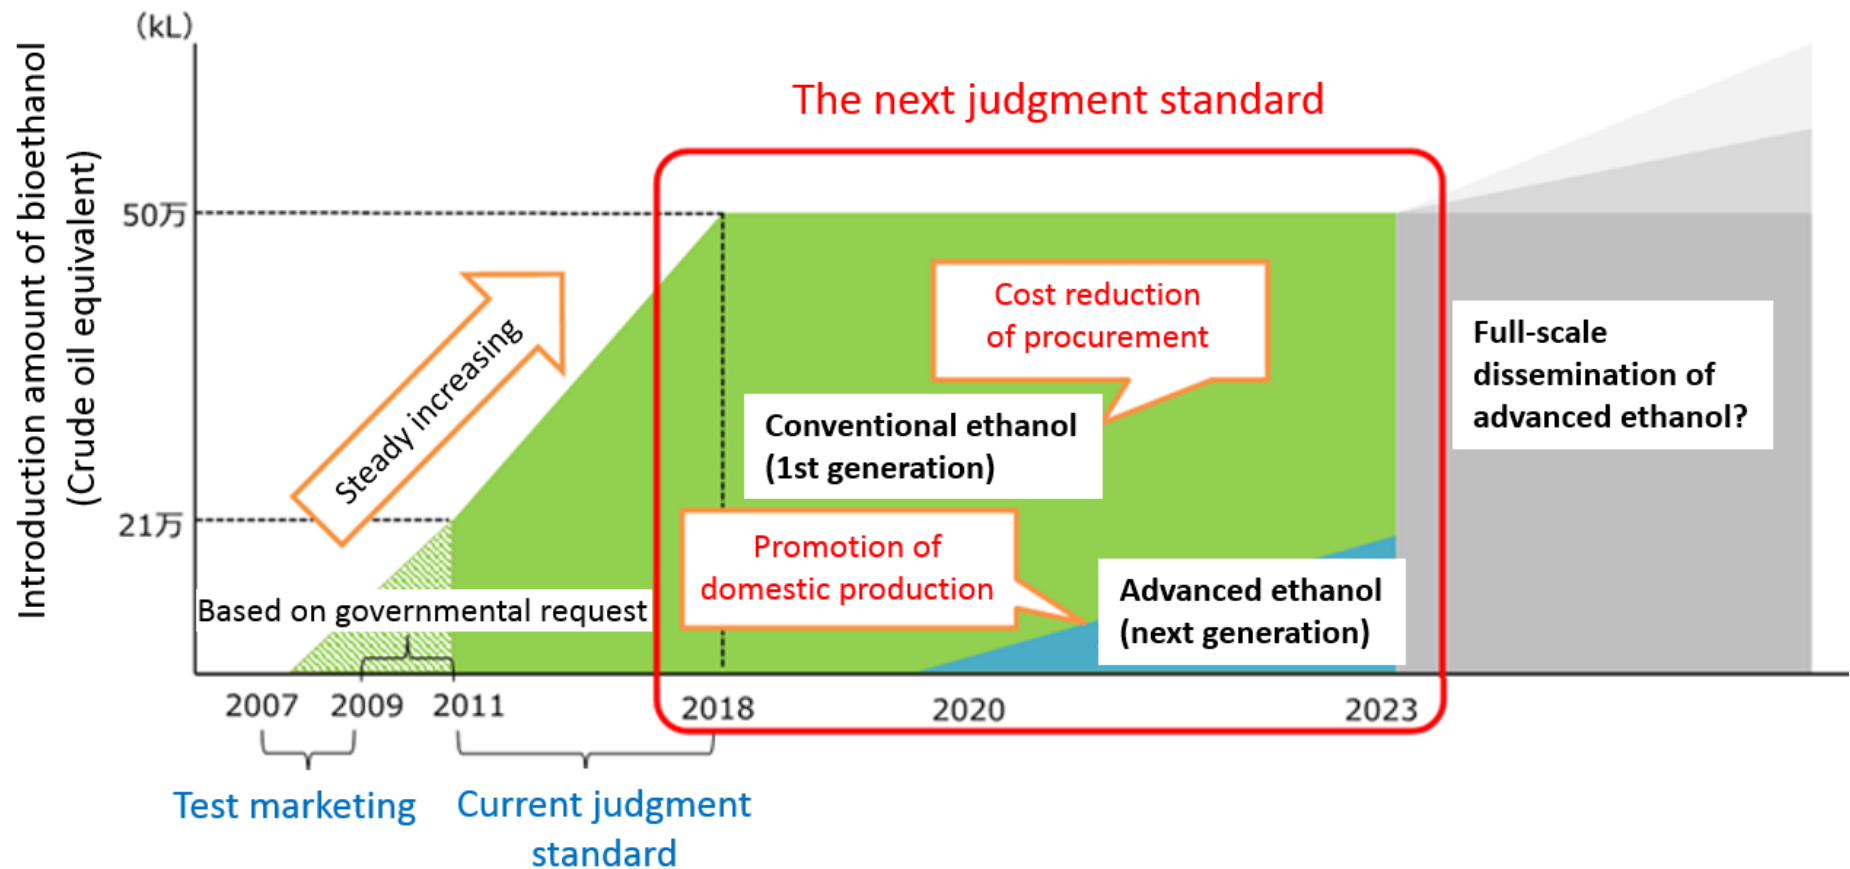 (kL)
Introduction amount of bioethanol
(Crude oil equivalent)
The next judgment standard
50万
Cost reduction
of procurement
Steady increasing
Full-scale
dissemination of
advanced ethanol?
Conventional ethanol
(1st generation)
21万
Promotion of
domestic production
Based on governmental request
Advanced ethanol
(next generation)
2007
2009
2011
2018
2020
2023
Test marketing
Current judgment
standard